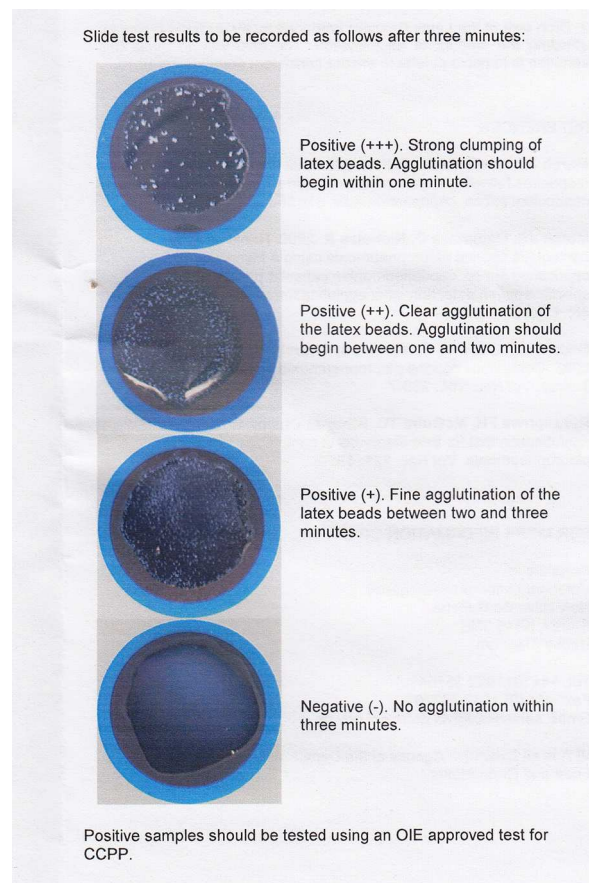 Slide test results to be recorded as follows after three minutes:
Positive (+++). Strong clumping of
latex beads. Agglutination should
begin within one minute.
Positive (++). Clear agglutination of
the latex beads. Agglutination should
begin between one and two minutes.
Positive (+). Fine agglutination of the
latex beads between two and three
minutes.
Negative (-). No agglutination within
three minutes.
Positive samples should be tested using an OIE approved test for
CCPP.